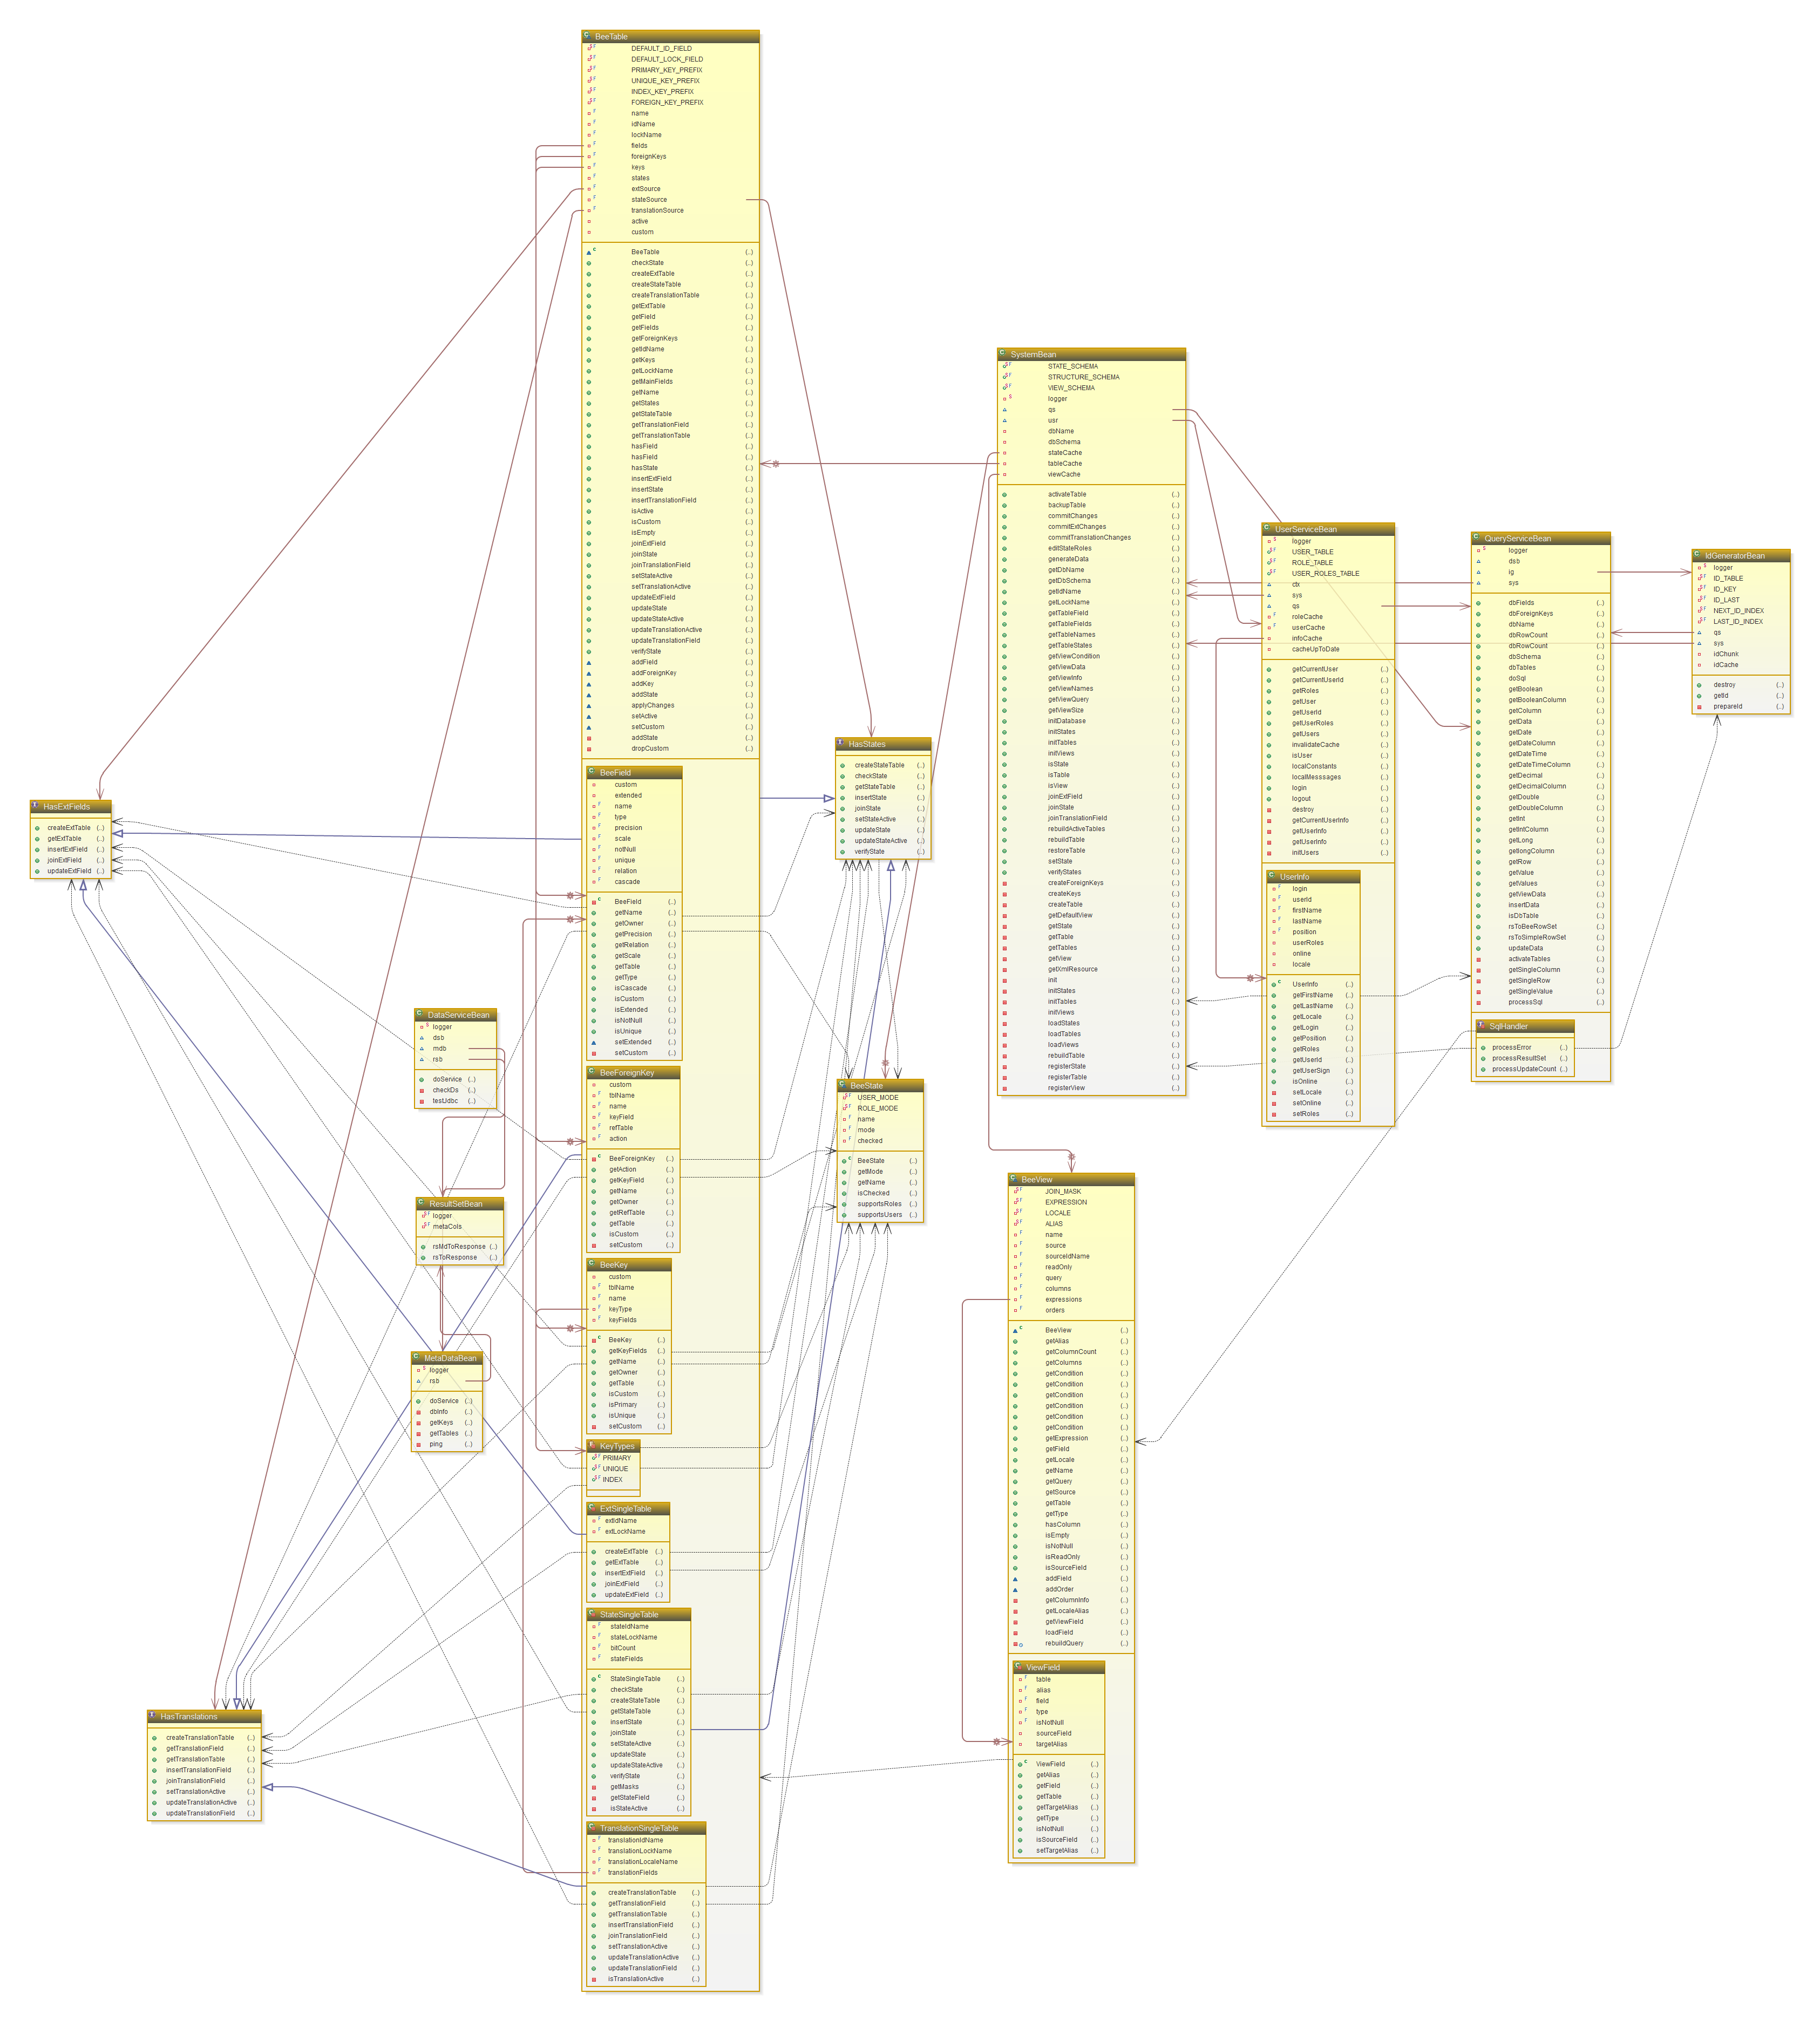 BeeTable
DEFAULT_ID_FIELD
DEFAULT_LOCK_FIELD
PRIMARY_KEY_PREFIX
UNIQUE_KEY_PREFIX
INDEX_KEY_PREFIX
FOREIGN_KEY_PREFIX
name
idName
lockName
fields
foreignKeys
keys
states
extSource
stateSource
translationSource
active
custom
BeeTable (..)
checkState (..)
createExtTable (..)
createStateTable (..)
createTranslationTable (..)
getExtTable (..)
getField (..)
getFields (..)
getForeignKeys (..)
getIdName (..)
getKeys (..)
getLockName (..)
getMainFields (..)
getName (..)
getStates (..)
getStateTable (..)
getTranslationField (..)
getTranslationTable (..)
hasField (..)
hasField (..)
hasState (..)
insertExtField (..)
insertState (..)
insertTranslationField (..)
isActive (..)
isCustom (..)
isEmpty (..)
joinExtField (..)
joinState (..)
joinTranslationField (..)
setStateActive (..)
setTranslationActive (..)
updateExtField (..)
updateState (..)
updateStateActive (..)
updateTranslationActive (..)
updateTranslationField (..)
verifyState (..)
addField (..)
addForeignKey (..)
addKey (..)
addState (..)
applyChanges (..)
setActive (..)
setCustom (..)
addState (..)
dropCustom (..)
BeeField
custom
extended
name
type
precision
scale
notNull
unique
relation
cascade
BeeField (..)
getName (..)
getOwner (..)
getPrecision (..)
getRelation (..)
getScale (..)
getTable (..)
getType (..)
isCascade (..)
isCustom (..)
isExtended (..)
isNotNull (..)
isUnique (..)
setExtended (..)
setCustom (..)
BeeForeignKey
custom
tblName
name
keyField
refTable
action
BeeForeignKey (..)
getAction (..)
getKeyField (..)
getName (..)
getOwner (..)
getRefTable (..)
getTable (..)
isCustom (..)
setCustom (..)
BeeKey
custom
tblName
name
keyType
keyFields
BeeKey (..)
getKeyFields (..)
getName (..)
getOwner (..)
getTable (..)
isCustom (..)
isPrimary (..)
isUnique (..)
setCustom (..)
KeyTypes
PRIMARY
UNIQUE
INDEX
ExtSingleTable
extIdName
extLockName
createExtTable (..)
getExtTable (..)
insertExtField (..)
joinExtField (..)
updateExtField (..)
StateSingleTable
stateIdName
stateLockName
bitCount
stateFields
StateSingleTable (..)
checkState (..)
createStateTable (..)
getStateTable (..)
insertState (..)
joinState (..)
setStateActive (..)
updateState (..)
updateStateActive (..)
verifyState (..)
getMasks (..)
getStateField (..)
isStateActive (..)
TranslationSingleTable
translationIdName
translationLockName
translationLocaleName
translationFields
createTranslationTable (..)
getTranslationField (..)
getTranslationTable (..)
insertTranslationField (..)
joinTranslationField (..)
setTranslationActive (..)
updateTranslationActive (..)
updateTranslationField (..)
isTranslationActive (..)
HasExtFields
createExtTable (..)
getExtTable (..)
insertExtField (..)
joinExtField (..)
updateExtField (..)
DataServiceBean
logger
dsb
mdb
rsb
doService (..)
checkDs (..)
testJdbc (..)
ResultSetBean
logger
metaCols
rsMdToResponse (..)
rsToResponse (..)
MetaDataBean
logger
rsb
doService (..)
dbInfo (..)
getKeys (..)
getTables (..)
ping (..)
HasTranslations
createTranslationTable (..)
getTranslationField (..)
getTranslationTable (..)
insertTranslationField (..)
joinTranslationField (..)
setTranslationActive (..)
updateTranslationActive (..)
updateTranslationField (..)
HasStates
createStateTable (..)
checkState (..)
getStateTable (..)
insertState (..)
joinState (..)
setStateActive (..)
updateState (..)
updateStateActive (..)
verifyState (..)
BeeState
USER_MODE
ROLE_MODE
name
mode
checked
BeeState (..)
getMode (..)
getName (..)
isChecked (..)
supportsRoles (..)
supportsUsers (..)
SystemBean
STATE_SCHEMA
STRUCTURE_SCHEMA
VIEW_SCHEMA
logger
qs
usr
dbName
dbSchema
stateCache
tableCache
viewCache
activateTable (..)
backupTable (..)
commitChanges (..)
commitExtChanges (..)
commitTranslationChanges (..)
editStateRoles (..)
generateData (..)
getDbName (..)
getDbSchema (..)
getIdName (..)
getLockName (..)
getTableField (..)
getTableFields (..)
getTableNames (..)
getTableStates (..)
getViewCondition (..)
getViewData (..)
getViewInfo (..)
getViewNames (..)
getViewQuery (..)
getViewSize (..)
initDatabase (..)
initStates (..)
initTables (..)
initViews (..)
isState (..)
isTable (..)
isView (..)
joinExtField (..)
joinState (..)
joinTranslationField (..)
rebuildActiveTables (..)
rebuildTable (..)
restoreTable (..)
setState (..)
verifyStates (..)
createForeignKeys (..)
createKeys (..)
createTable (..)
getDefaultView (..)
getState (..)
getTable (..)
getTables (..)
getView (..)
getXmlResource (..)
init (..)
initStates (..)
initTables (..)
initViews (..)
loadStates (..)
loadTables (..)
loadViews (..)
rebuildTable (..)
registerState (..)
registerTable (..)
registerView (..)
BeeView
JOIN_MASK
EXPRESSION
LOCALE
ALIAS
name
source
sourceIdName
readOnly
query
columns
expressions
orders
BeeView (..)
getAlias (..)
getColumnCount (..)
getColumns (..)
getCondition (..)
getCondition (..)
getCondition (..)
getCondition (..)
getCondition (..)
getCondition (..)
getExpression (..)
getField (..)
getLocale (..)
getName (..)
getQuery (..)
getSource (..)
getTable (..)
getType (..)
hasColumn (..)
isEmpty (..)
isNotNull (..)
isReadOnly (..)
isSourceField (..)
addField (..)
addOrder (..)
getColumnInfo (..)
getLocaleAlias (..)
getViewField (..)
loadField (..)
rebuildQuery (..)
ViewField
table
alias
field
type
isNotNull
sourceField
targetAlias
ViewField (..)
getAlias (..)
getField (..)
getTable (..)
getTargetAlias (..)
getType (..)
isNotNull (..)
isSourceField (..)
setTargetAlias (..)
UserServiceBean
logger
USER_TABLE
ROLE_TABLE
USER_ROLES_TABLE
ctx
sys
qs
roleCache
userCache
infoCache
cacheUpToDate
getCurrentUser (..)
getCurrentUserId (..)
getRoles (..)
getUser (..)
getUserId (..)
getUserRoles (..)
getUsers (..)
invalidateCache (..)
isUser (..)
localConstants (..)
localMesssages (..)
login (..)
logout (..)
destroy (..)
getCurrentUserInfo (..)
getUserInfo (..)
getUserInfo (..)
initUsers (..)
UserInfo
login
userId
firstName
lastName
position
userRoles
online
locale
UserInfo (..)
getFirstName (..)
getLastName (..)
getLocale (..)
getLogin (..)
getPosition (..)
getRoles (..)
getUserId (..)
getUserSign (..)
isOnline (..)
setLocale (..)
setOnline (..)
setRoles (..)
QueryServiceBean
logger
dsb
ig
sys
dbFields (..)
dbForeignKeys (..)
dbName (..)
dbRowCount (..)
dbRowCount (..)
dbSchema (..)
dbTables (..)
doSql (..)
getBoolean (..)
getBooleanColumn (..)
getColumn (..)
getData (..)
getDate (..)
getDateColumn (..)
getDateTime (..)
getDateTimeColumn (..)
getDecimal (..)
getDecimalColumn (..)
getDouble (..)
getDoubleColumn (..)
getInt (..)
getIntColumn (..)
getLong (..)
getlongColumn (..)
getRow (..)
getValue (..)
getValues (..)
getViewData (..)
insertData (..)
isDbTable (..)
rsToBeeRowSet (..)
rsToSimpleRowSet (..)
updateData (..)
activateTables (..)
getSingleColumn (..)
getSingleRow (..)
getSingleValue (..)
processSql (..)
SqlHandler
processError (..)
processResultSet (..)
processUpdateCount (..)
IdGeneratorBean
logger
ID_TABLE
ID_KEY
ID_LAST
NEXT_ID_INDEX
LAST_ID_INDEX
qs
sys
idChunk
idCache
destroy (..)
getId (..)
prepareId (..)